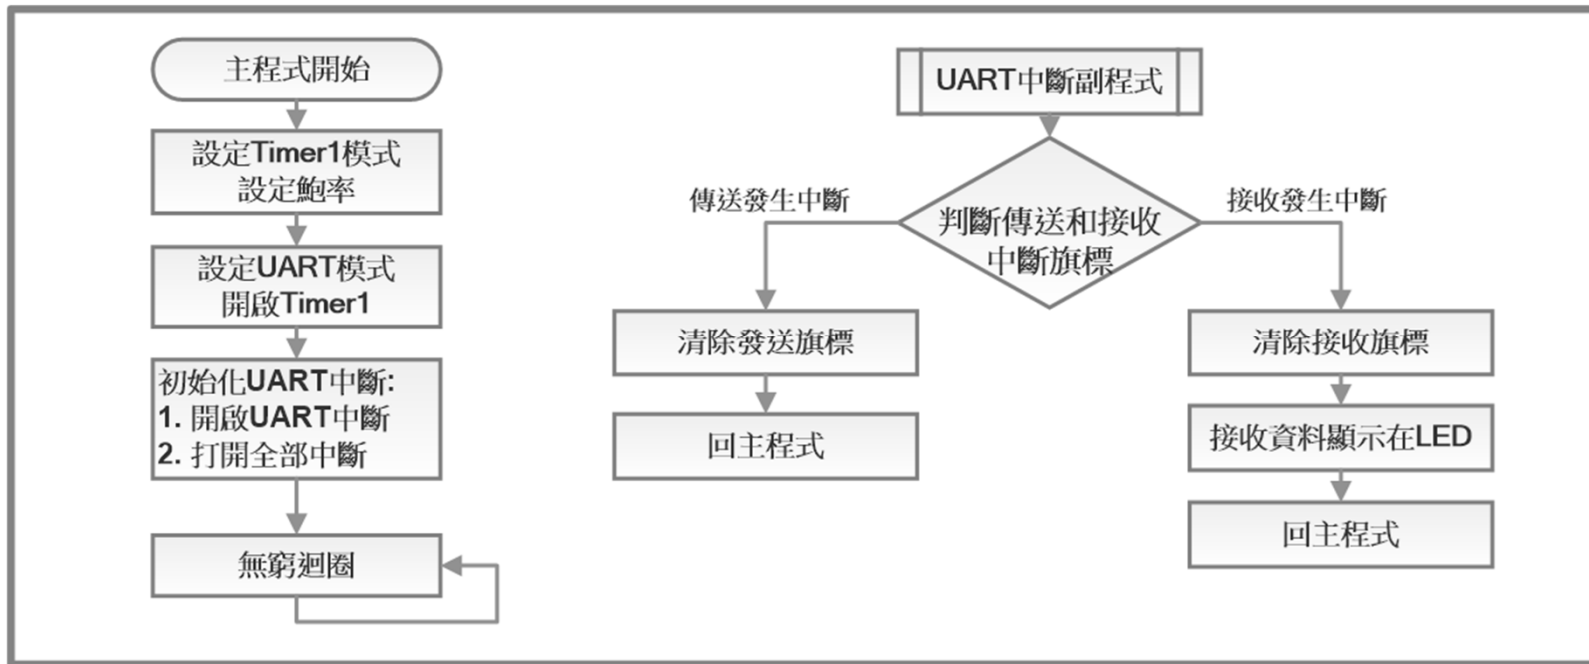 主程式開始
設定Timer1模式
設定鮑率
設定UART模式
開啟Timer1
初始化UART中斷:
1. 開啟UART中斷
2. 打開全部中斷
無窮迴圈
UART中斷副程式
判斷傳送和接收
中斷旗標
傳送發生中斷
清除發送旗標
回主程式
接收發生中斷
清除接收旗標
接收資料顯示在LED
回主程式